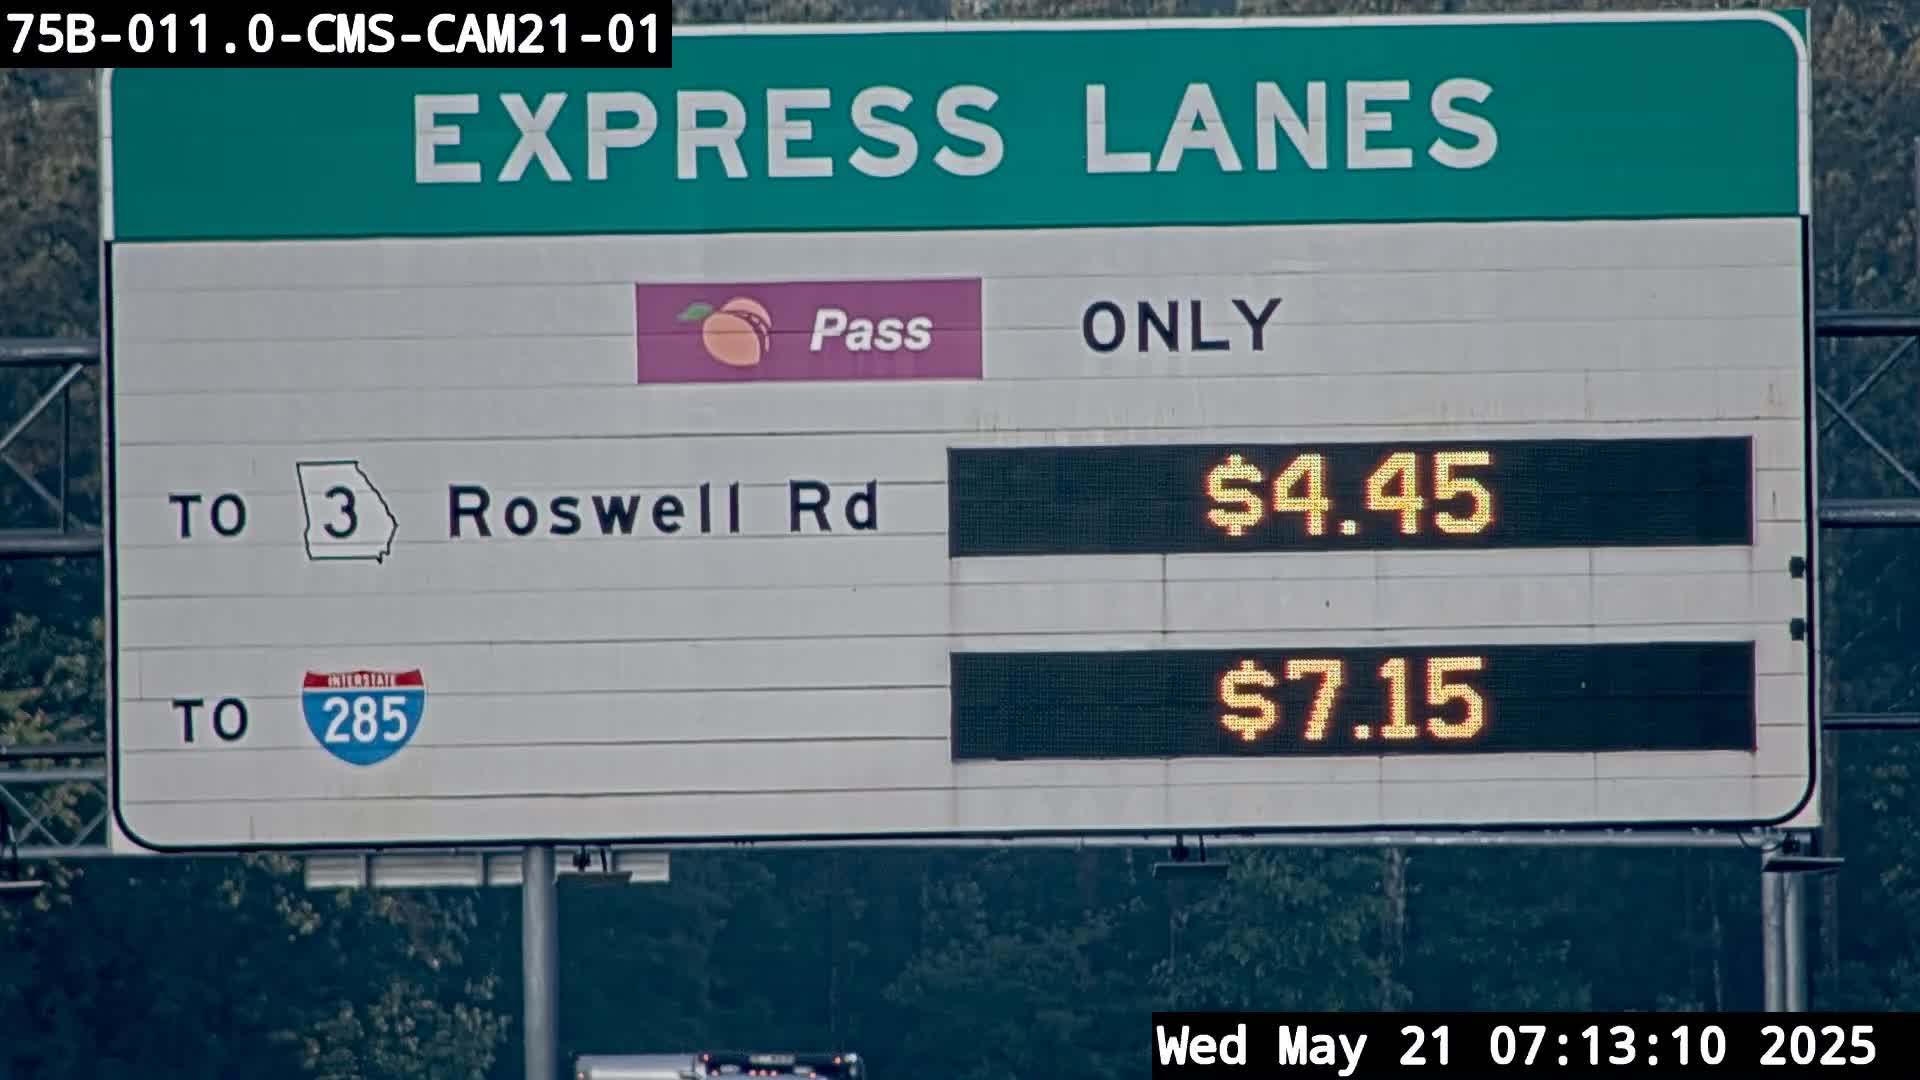 75B-011.0-CMS-CAM21-01
EXPRESS LANES
Pass ONLY
TO 3 Roswell Rd $4.45
INTERSTATE
TO 285 $7.15
Wed May 21 07:13:10 2025